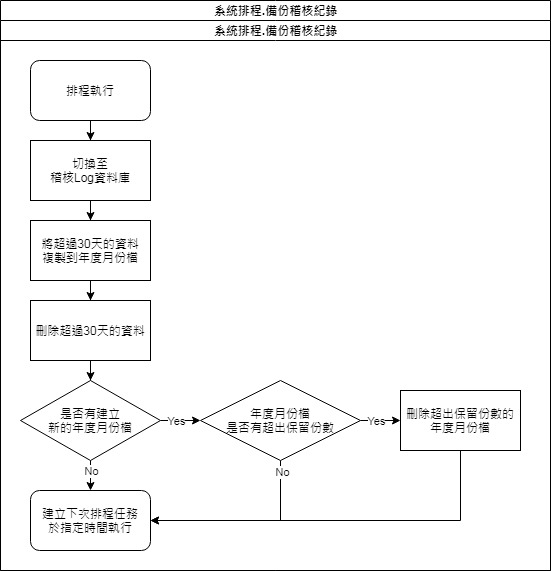 系統排程.備份稽核紀錄
系統排程.備份稽核紀錄
排程執行
切換至
稽核Log資料庫
將超過30天的資料
複製到年度月份檔
刪除超過30天的資料
是否有建立
新的年度月份檔
Yes
年度月份檔
是否有超出保留份數
Yes
刪除超出保留份數的
年度月份檔
No
No
建立下次排程任務
於指定時間執行